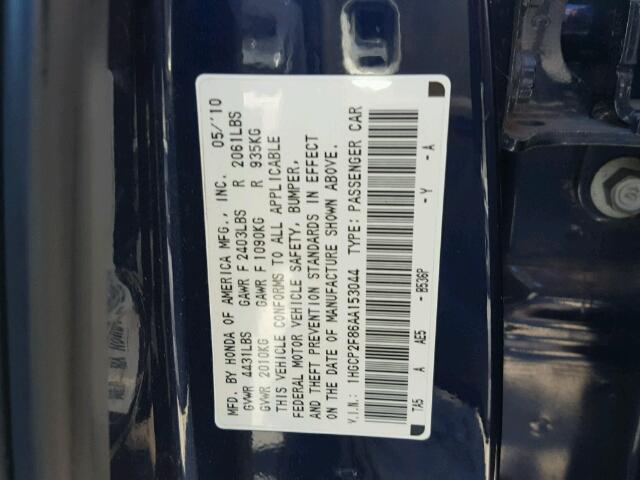 MFD. BY HONDA OF AMERICA MFG., INC. 05/'10
GVWR 4431LBS GAWR F 2403LBS R 2061LBS
GVWR 2010KG GAWR F 1090KG R 935KG
THIS VEHICLE CONFORMS TO ALL APPLICABLE
FEDERAL MOTOR VEHICLE SAFETY, BUMPER,
AND THEFT PREVENTION STANDARDS IN EFFECT
ON THE DATE OF MANUFACTURE SHOWN ABOVE.
V.I.N.: 1HGCP2F86AA153044 TYPE: PASSENGER CAR
TA5 A AE5 - B536P -Y -A